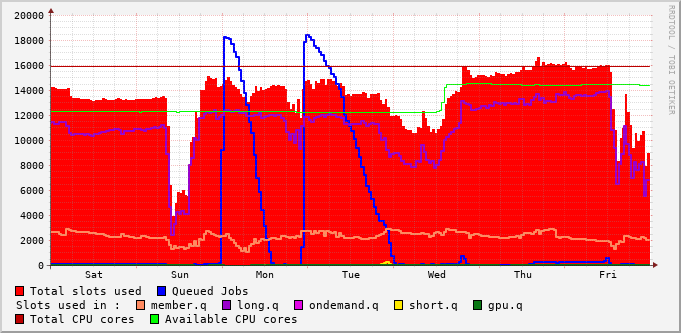 20000
18000
16000
14000
12000
10000
8000
6000
4000
2000
0
Sat Sun Mon Tue Wed Thu Fri
RRDTOOL / TOBI OETIKER
Total slots used Queued Jobs
Slots used in : member.q long.q ondemand.q short.q gpu.q
Total CPU cores Available CPU cores